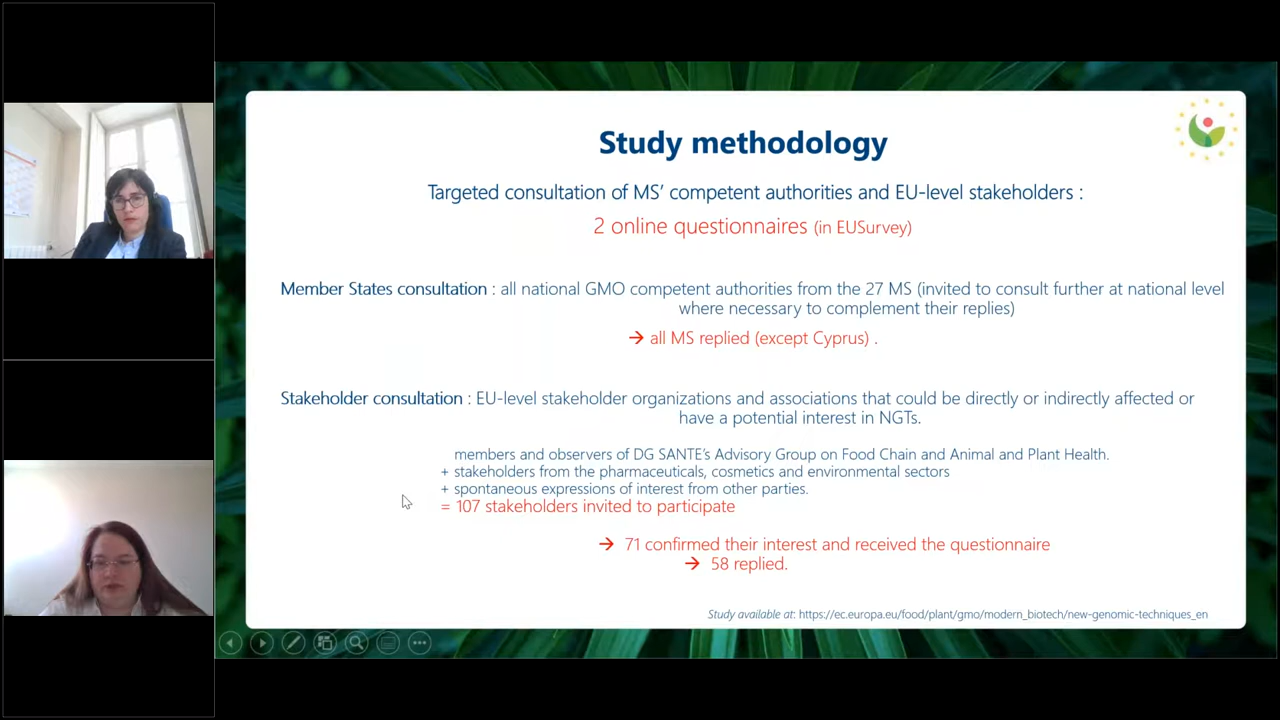 Study methodology
Targeted consultation of MS’ competent authorities and EU-level stakeholders :
2 online questionnaires (in EUSurvey)
Member States consultation : all national GMO competent authorities from the 27 MS (invited to consult further at national level
where necessary to complement their replies)
→ all MS replied (except Cyprus) .
Stakeholder consultation : EU-level stakeholder organizations and associations that could be directly or indirectly affected or
have a potential interest in NGTs.
members and observers of DG SANTE’s Advisory Group on Food Chain and Animal and Plant Health.
+ stakeholders from the pharmaceuticals, cosmetics and environmental sectors
+ spontaneous expressions of interest from other parties.
= 107 stakeholders invited to participate
→ 71 confirmed their interest and received the questionnaire
→ 58 replied.
Study available at: https://ec.europa.eu/food/plant/gmo/modern_biotech/new-genomic-techniques_en